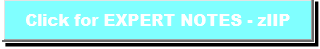 Click for EXPERT NOTES - zIIP